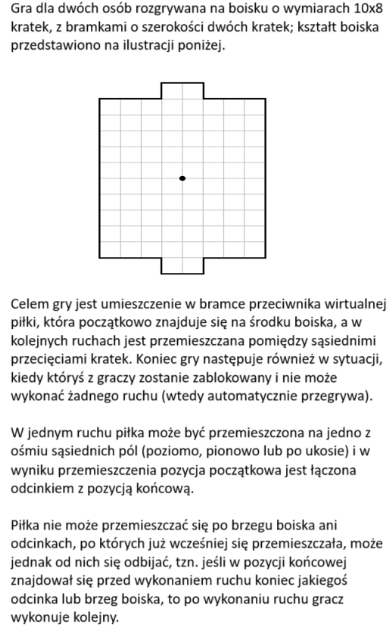 Gra dla dwóch osób rozgrywana na boisku o wymiarach 10x8
kratek, z bramkami o szerokości dwóch kratek; kształt boiska
przedstawiono na ilustracji poniżej.
Celem gry jest umieszczenie w bramce przeciwnika wirtualnej
piłki, która początkowo znajduje się na środku boiska, a w
kolejnych ruchach jest przemieszczana pomiędzy sąsiednimi
przecięciami kratek. Koniec gry następuje również w sytuacji,
kiedy któryś z graczy zostanie zablokowany i nie może
wykonać żadnego ruchu (wtedy automatycznie przegrywa).
W jednym ruchu piłka może być przemieszczona na jedno z
ośmiu sąsiednich pól (poziomo, pionowo lub po ukosie) i w
wyniku przemieszczenia pozycja początkowa jest łączona
odcinkiem z pozycją końcową.
Piłka nie może przemieszczać się po brzegu boiska ani
odcinkach, po których już wcześniej się przemieszczała, może
jednak od nich się odbijać, tzn. jeśli w pozycji końcowej
znajdował się przed wykonaniem ruchu koniec jakiegoś
odcinka lub brzeg boiska, to po wykonaniu ruchu gracz
wykonuje kolejny.